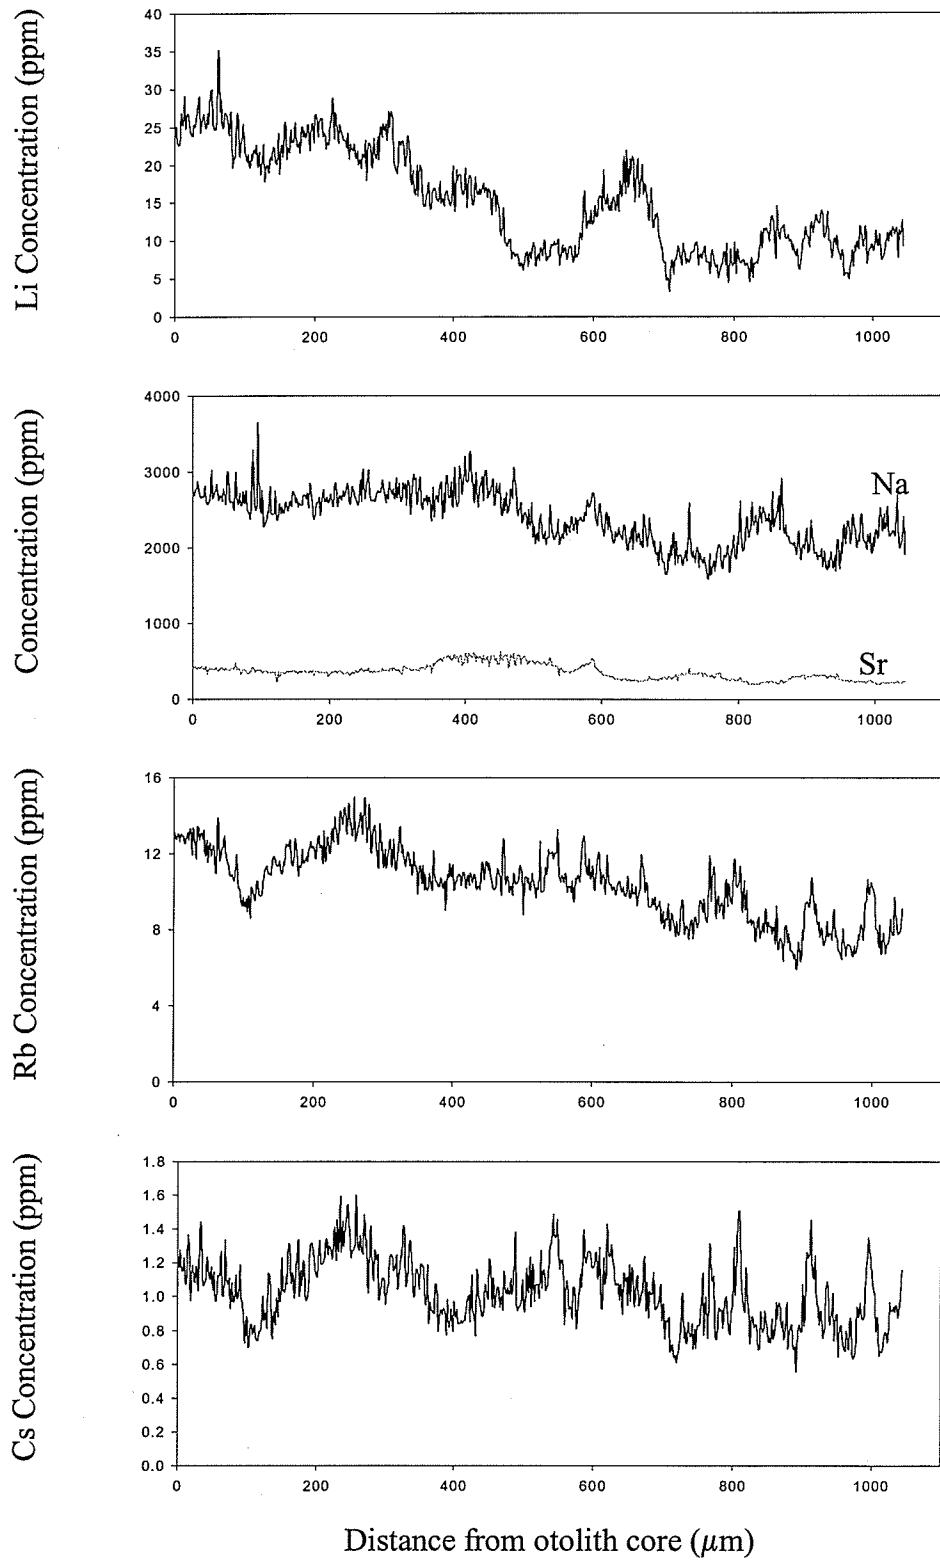 Li Concentration (ppm)
40
35
30
25
20
15
10
5
0
0 200 400 600 800 1000
Concentration (ppm)
4000
3000
2000
1000
0
Na
Sr
0 200 400 600 800 1000
Rb Concentration (ppm)
16
12
8
4
0
0 200 400 600 800 1000
Cs Concentration (ppm)
1.8
1.6
1.4
1.2
1.0
0.8
0.6
0.4
0.2
0.0
0 200 400 600 800 1000
Distance from otolith core (μm)